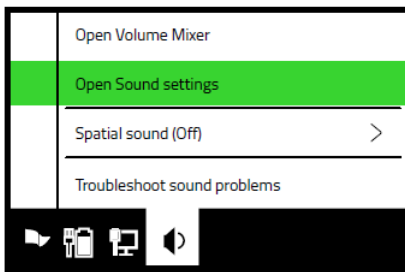 Open Volume Mixer
Open Sound settings
Spatial sound (Off)
Troubleshoot sound problems